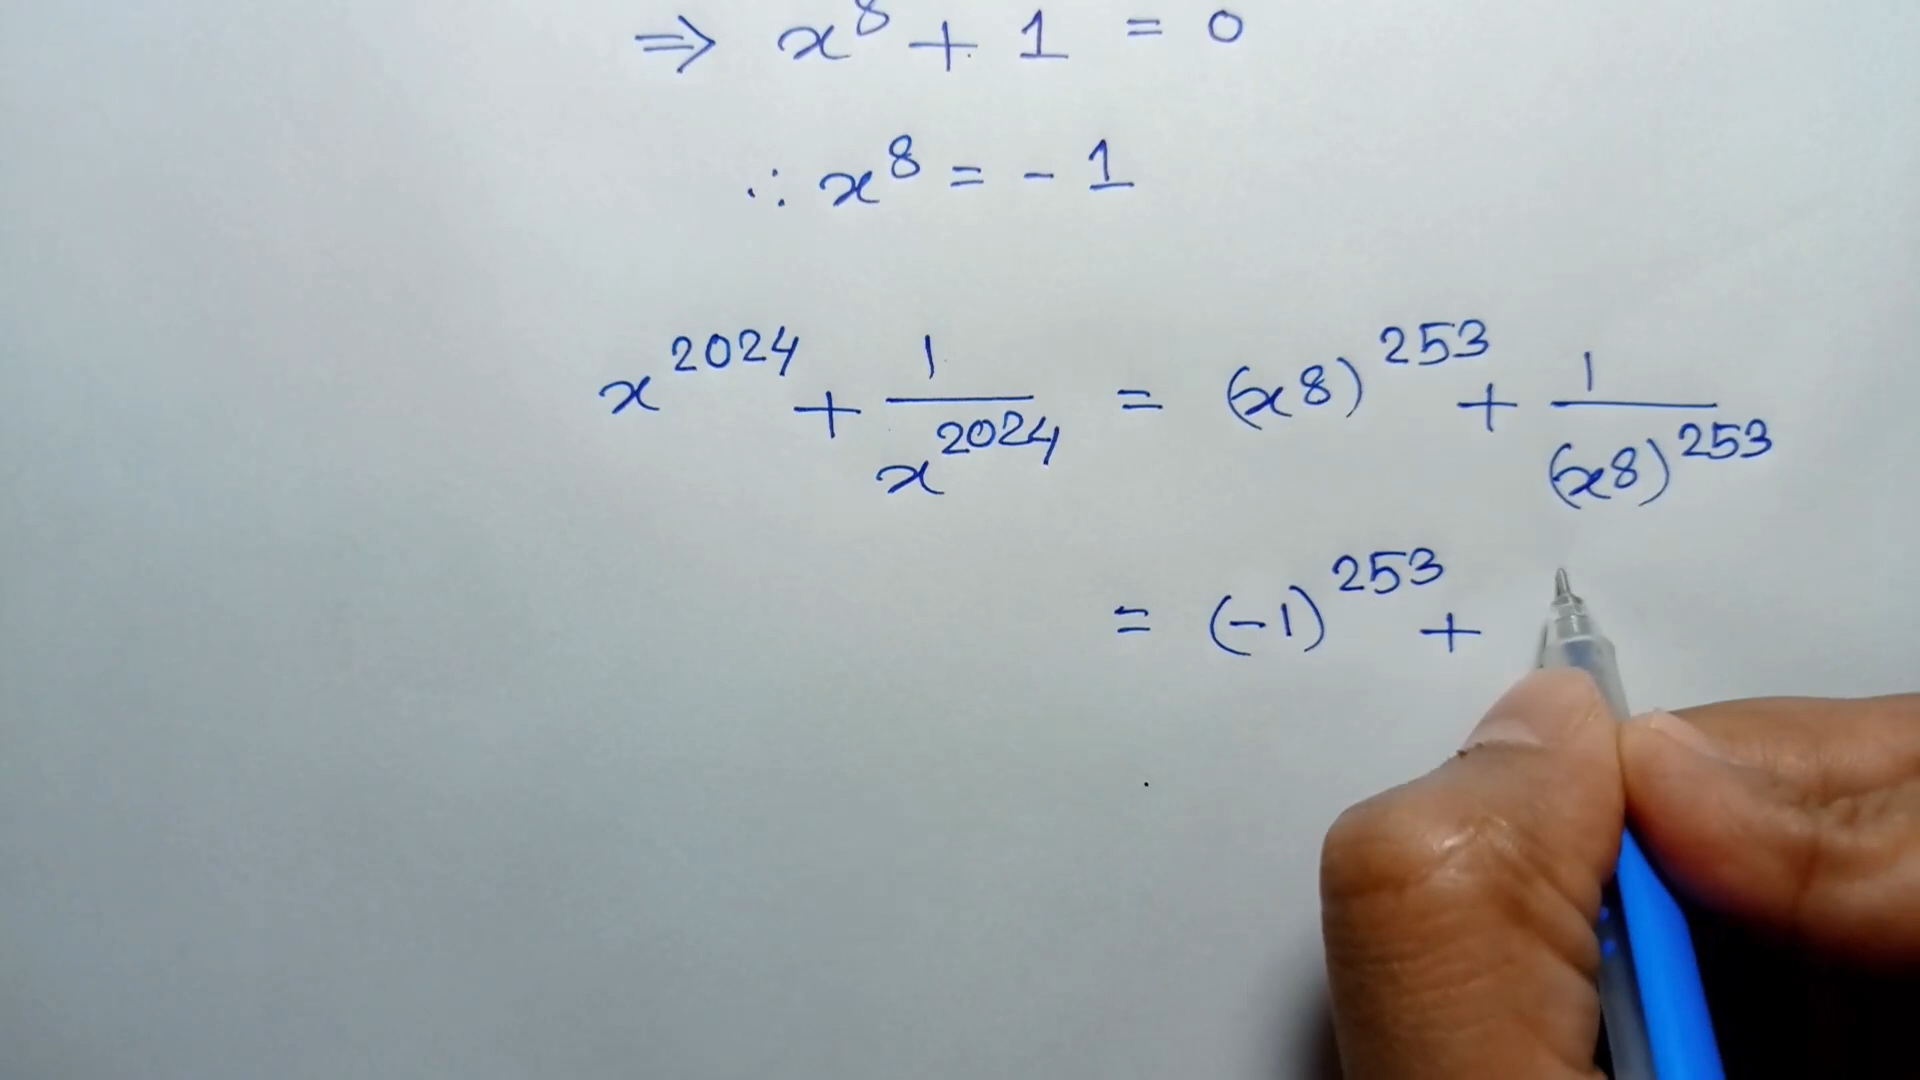 ⇒ x⁸ + 1 = 0
∴ x⁸ = - 1
x²⁰²⁴ + 1/x²⁰²⁴ = (x8)²⁵³ + 1/(x8)²⁵³
= (-1)²⁵³ +